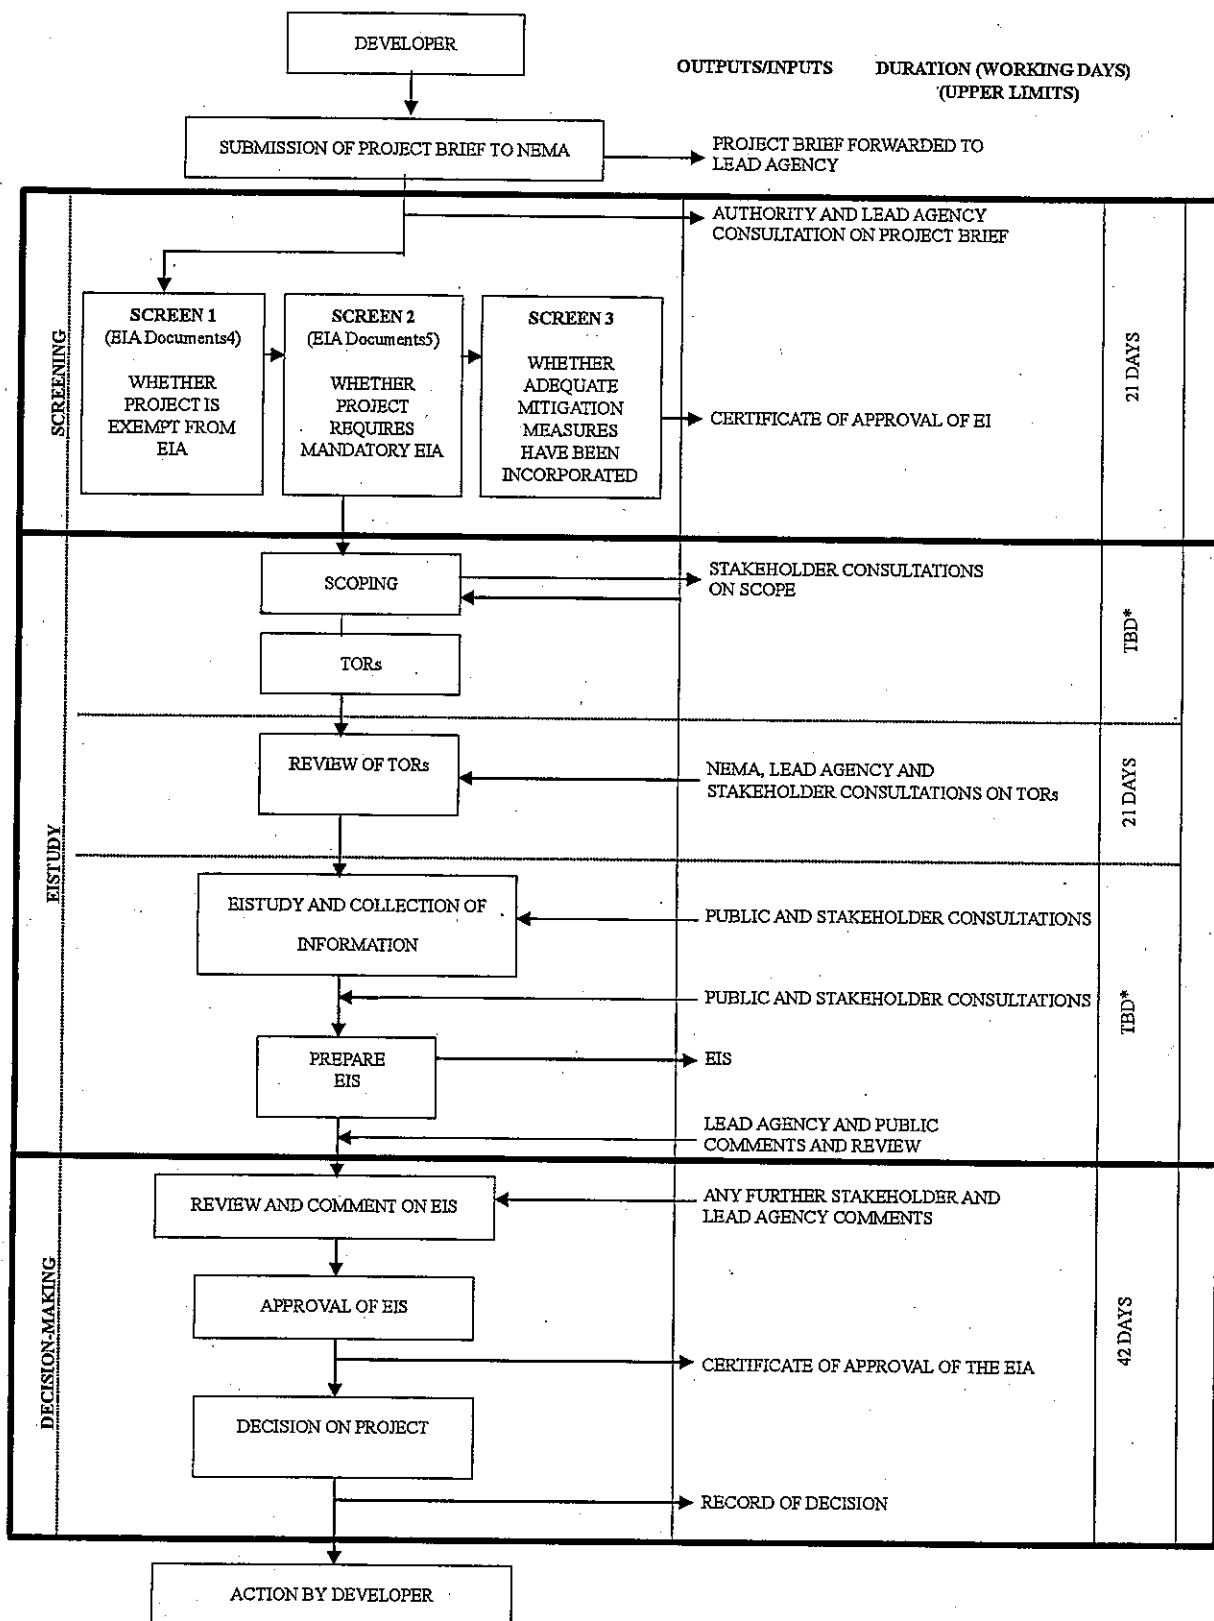 DEVELOPER
OUTPUTS/INPUTS
DURATION (WORKING DAYS)
(UPPER LIMITS)
SUBMISSION OF PROJECT BRIEF TO NEMA
PROJECT BRIEF FORWARDED TO
LEAD AGENCY
SCREENING
AUTHORITY AND LEAD AGENCY
CONSULTATION ON PROJECT BRIEF
21 DAYS
SCREEN 1
(EIA Documents4)
WHETHER
PROJECT IS
EXEMPT FROM
EIA
SCREEN 2
(EIA Documents5)
WHETHER
PROJECT
REQUIRES
MANDATORY EIA
SCREEN 3
WHETHER
ADEQUATE
MITIGATION
MEASURES
HAVE BEEN
INCORPORATED
CERTIFICATE OF APPROVAL OF EI
EISTUDY
SCOPING
STAKEHOLDER CONSULTATIONS
ON SCOPE
TBD*
TORs
REVIEW OF TORs
NEMA, LEAD AGENCY AND
STAKEHOLDER CONSULTATIONS ON TORs
21 DAYS
EISTUDY AND COLLECTION OF
INFORMATION
PUBLIC AND STAKEHOLDER CONSULTATIONS
PUBLIC AND STAKEHOLDER CONSULTATIONS
TBD*
PREPARE
EIS
EIS
LEAD AGENCY AND PUBLIC
COMMENTS AND REVIEW
DECISION-MAKING
REVIEW AND COMMENT ON EIS
ANY FURTHER STAKEHOLDER AND
LEAD AGENCY COMMENTS
42 DAYS
APPROVAL OF EIS
CERTIFICATE OF APPROVAL OF THE EIA
DECISION ON PROJECT
RECORD OF DECISION
ACTION BY DEVELOPER